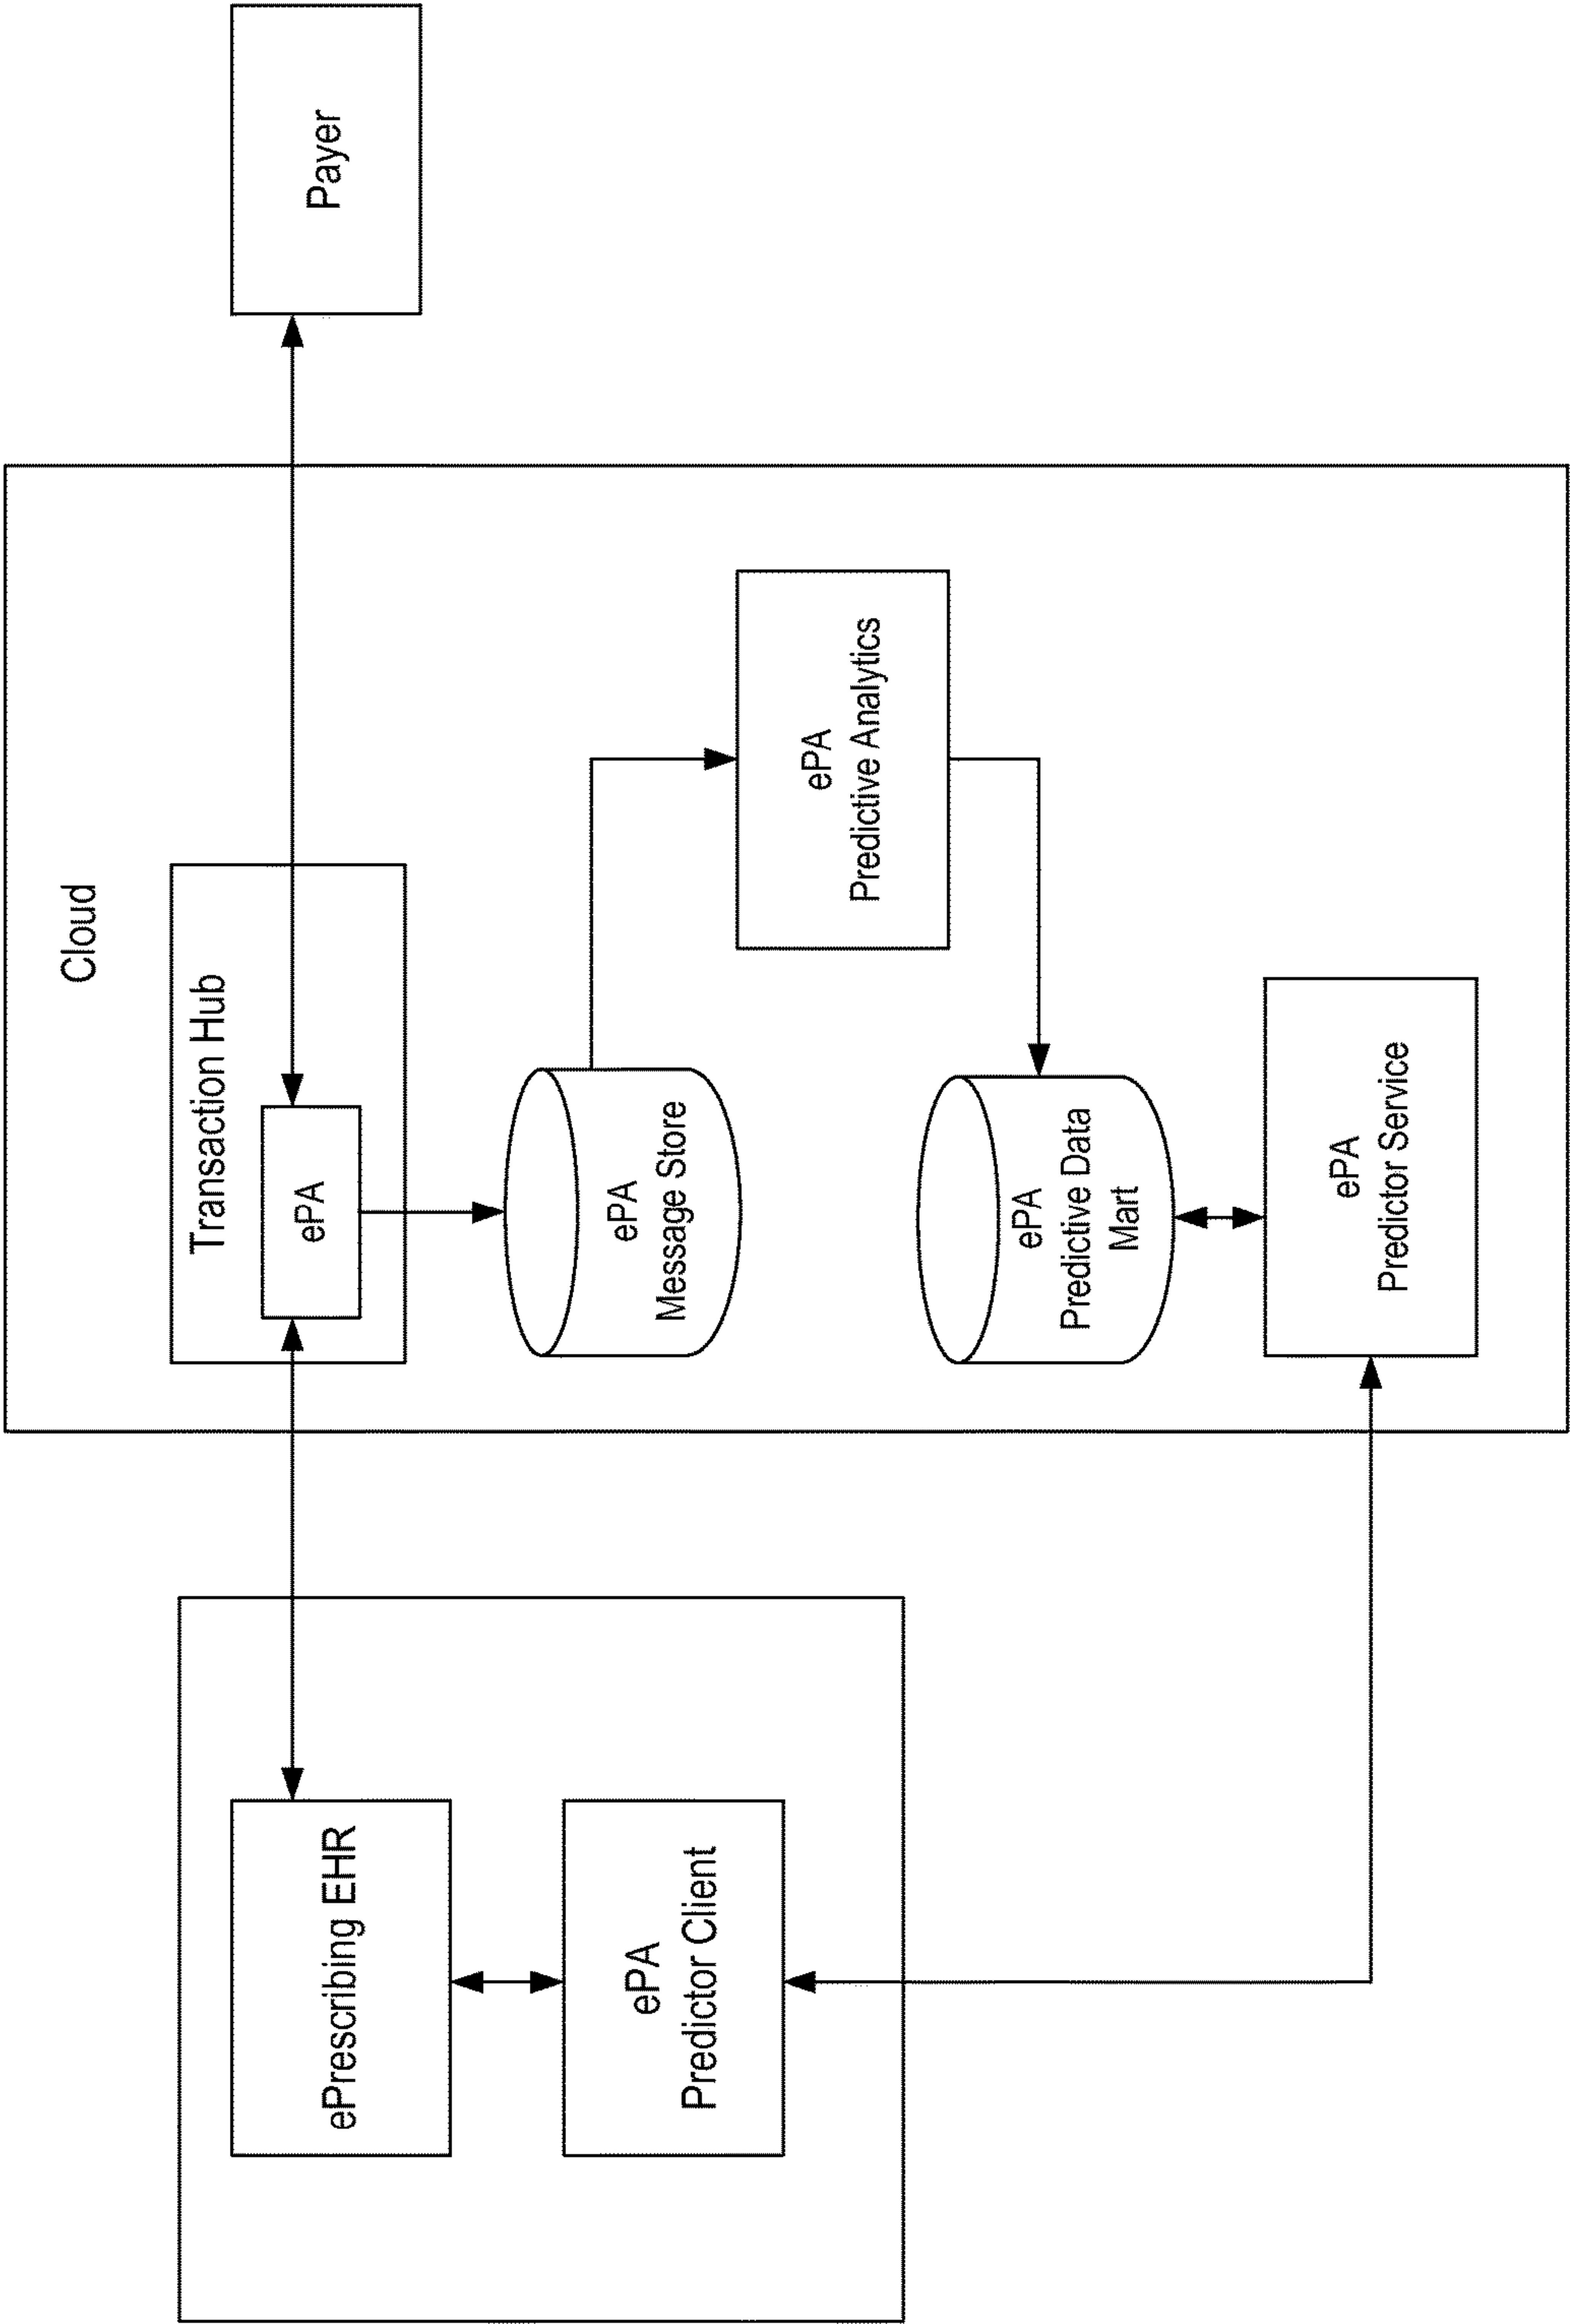 Cloud
Transaction Hub
ePA
Payer
ePrescribing EHR
ePA
Message Store
ePA
Predictive Analytics
ePA
Predictor Client
ePA
Predictive Data
Mart
ePA
Predictor Service